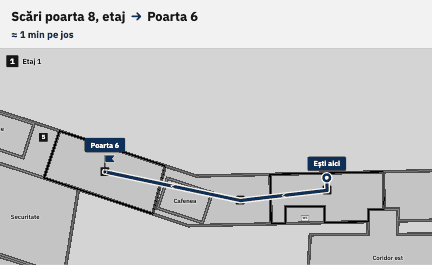 Scări poarta 8, etaj → Poarta 6
≈ 1 min pe jos
1 Etaj 1
5
Poarta 6
Ești aici
Cafenea
Securitate
Coridor est